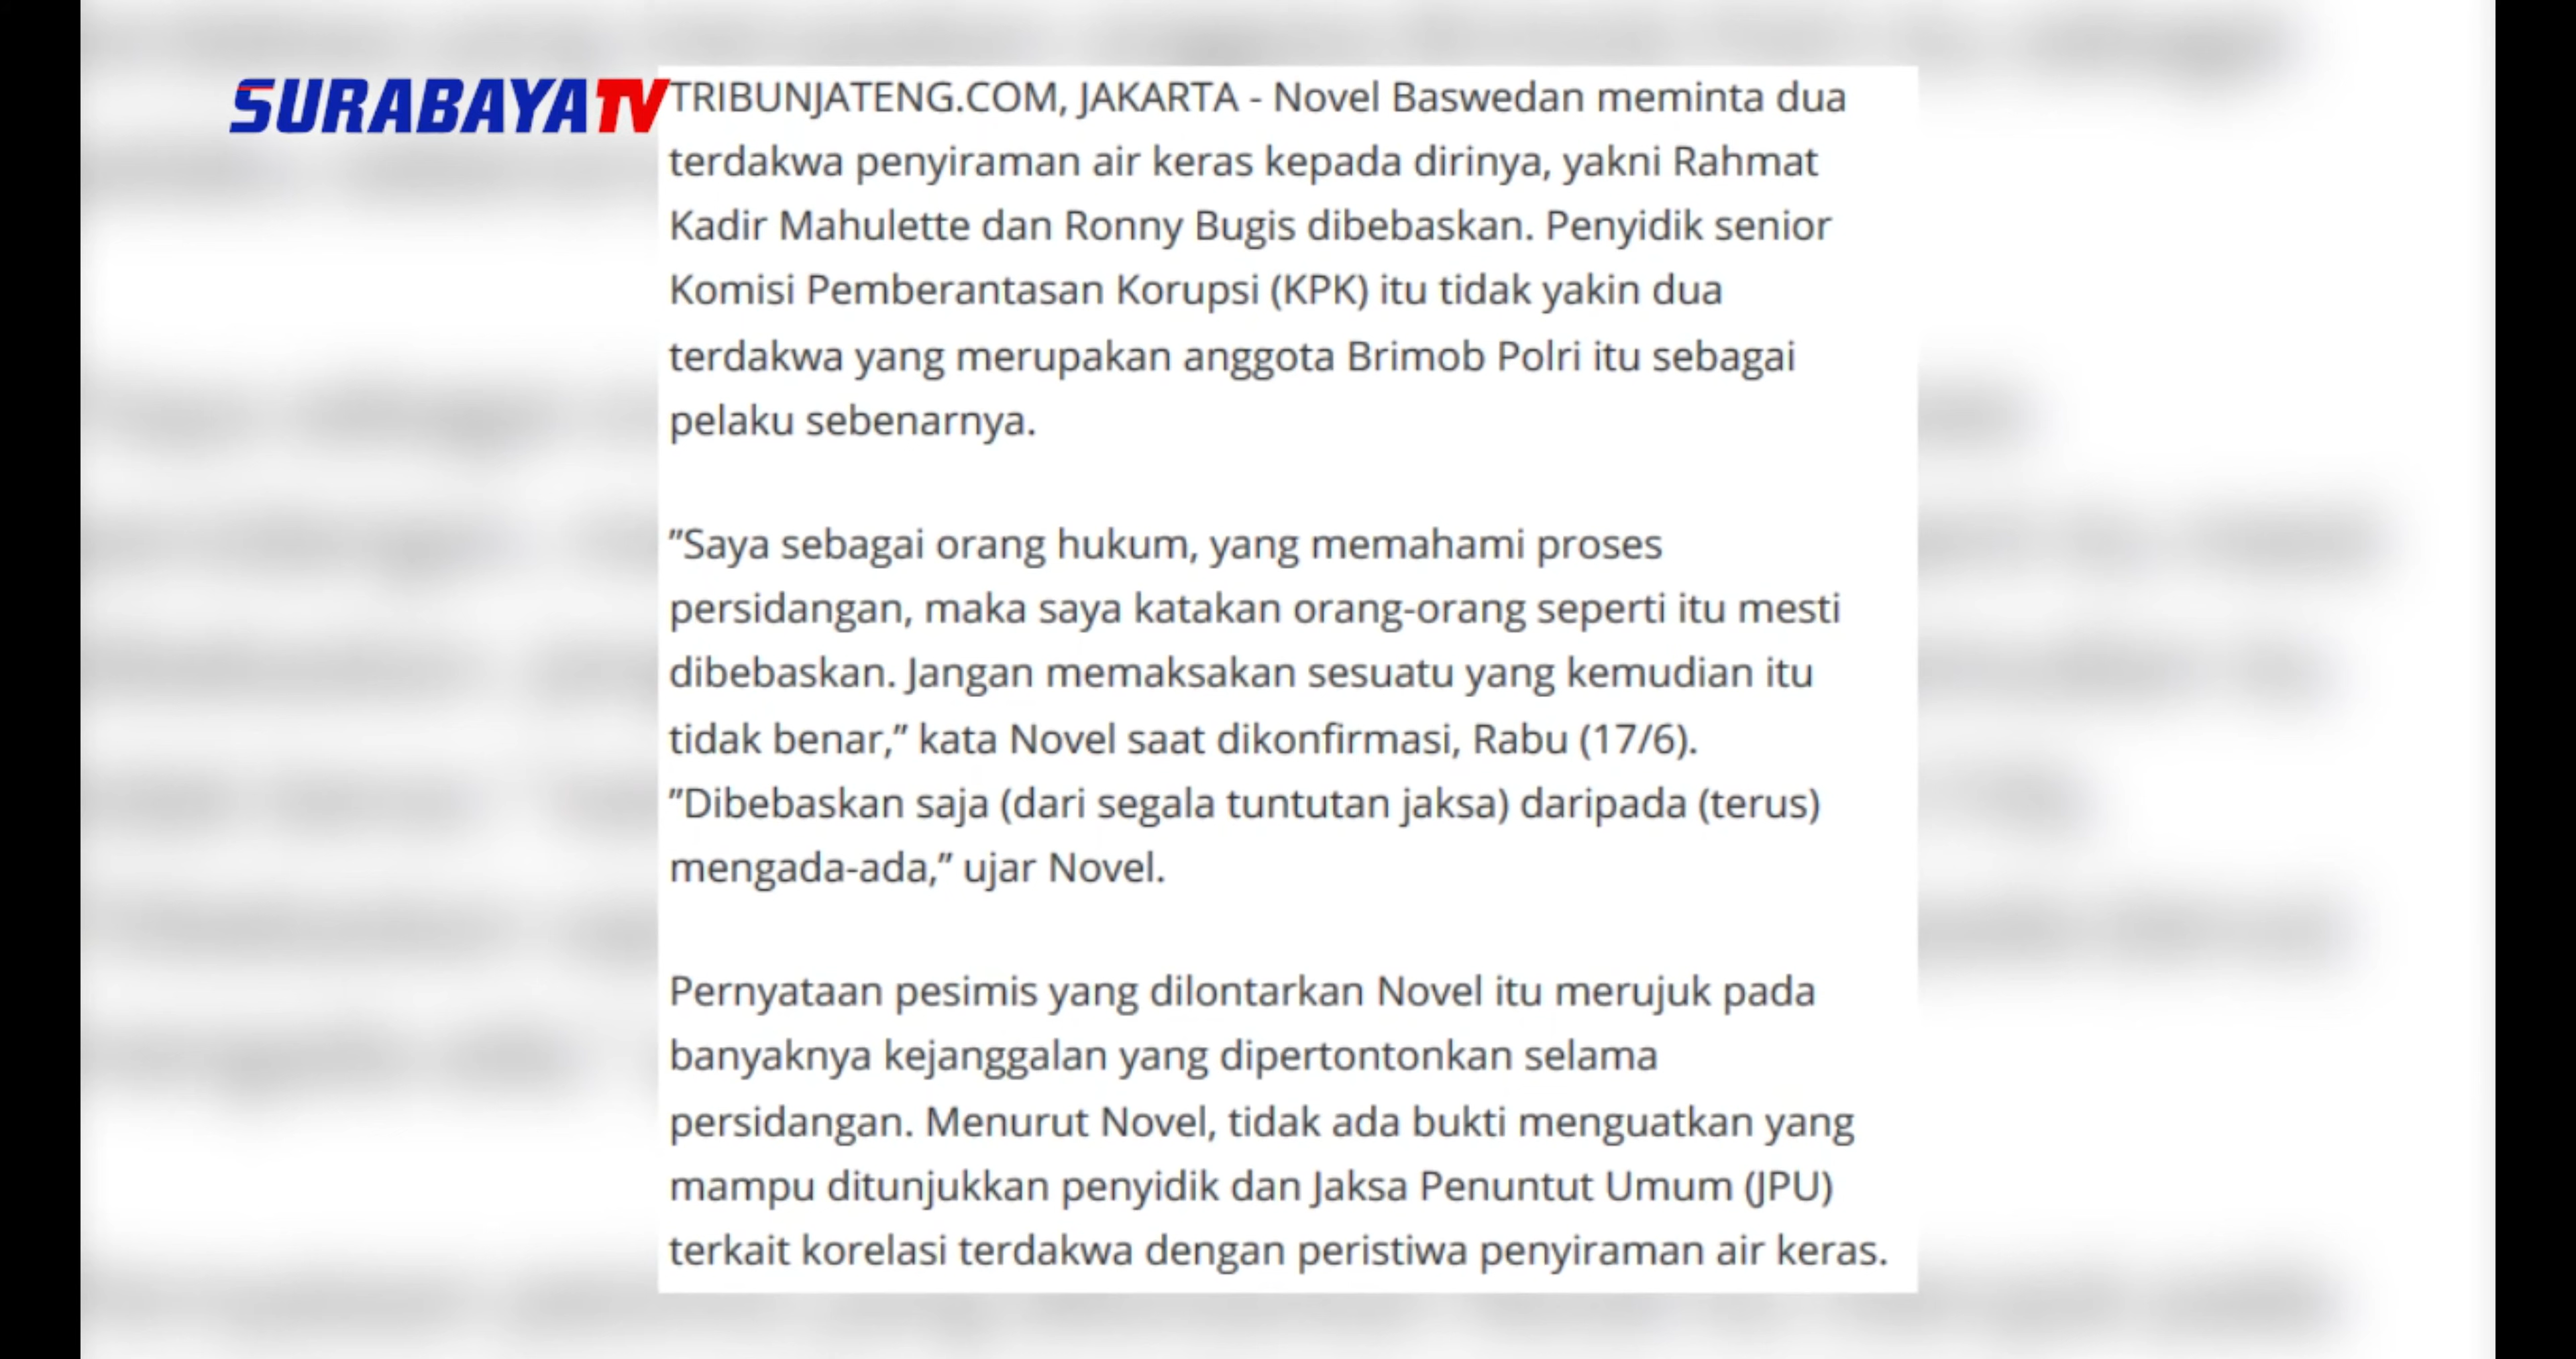 SURABAYATV
TRIBUNJATENG.COM, JAKARTA - Novel Baswedan meminta dua
terdakwa penyiraman air keras kepada dirinya, yakni Rahmat
Kadir Mahulette dan Ronny Bugis dibebaskan. Penyidik senior
Komisi Pemberantasan Korupsi (KPK) itu tidak yakin dua
terdakwa yang merupakan anggota Brimob Polri itu sebagai
pelaku sebenarnya.
”Saya sebagai orang hukum, yang memahami proses
persidangan, maka saya katakan orang-orang seperti itu mesti
dibebaskan. Jangan memaksakan sesuatu yang kemudian itu
tidak benar,” kata Novel saat dikonfirmasi, Rabu (17/6).
”Dibebaskan saja (dari segala tuntutan jaksa) daripada (terus)
mengada-ada,” ujar Novel.
Pernyataan pesimis yang dilontarkan Novel itu merujuk pada
banyaknya kejanggalan yang dipertontonkan selama
persidangan. Menurut Novel, tidak ada bukti menguatkan yang
mampu ditunjukkan penyidik dan Jaksa Penuntut Umum (JPU)
terkait korelasi terdakwa dengan peristiwa penyiraman air keras.